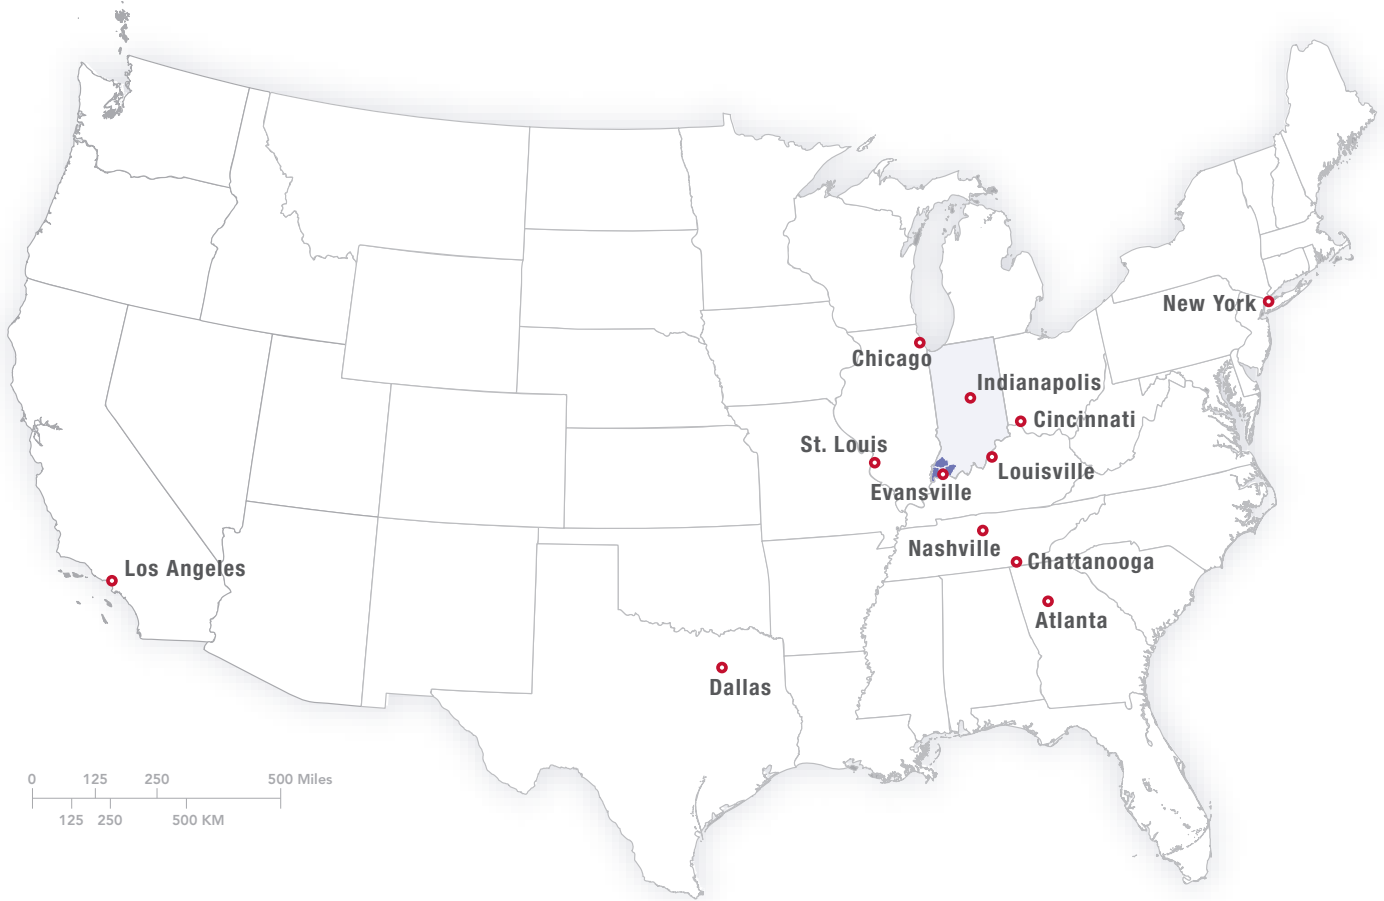 New York
Chicago
Indianapolis
Cincinnati
St. Louis
Louisville
Evansville
Nashville
Chattanooga
Los Angeles
Atlanta
Dallas
0 125 250 500 Miles
125 250 500 KM